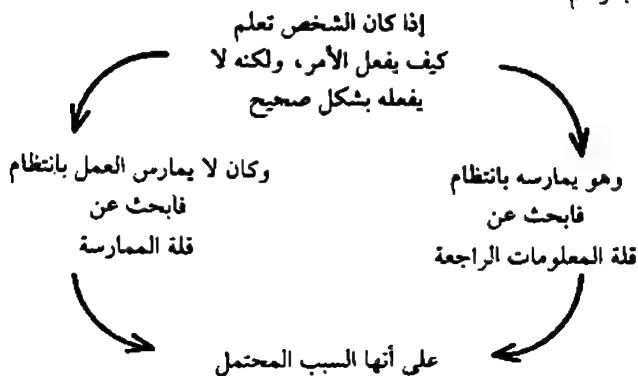 إذا كان الشخص تعلم
كيف يفعل الأمر، ولكنه لا
يفعله بشكل صحيح
وهو يمارسه بانتظام
فابحث عن
قلة المعلومات الراجعة
وكان لا يمارس العمل بانتظام
فابحث عن
قلة الممارسة
على أنها السبب المحتمل